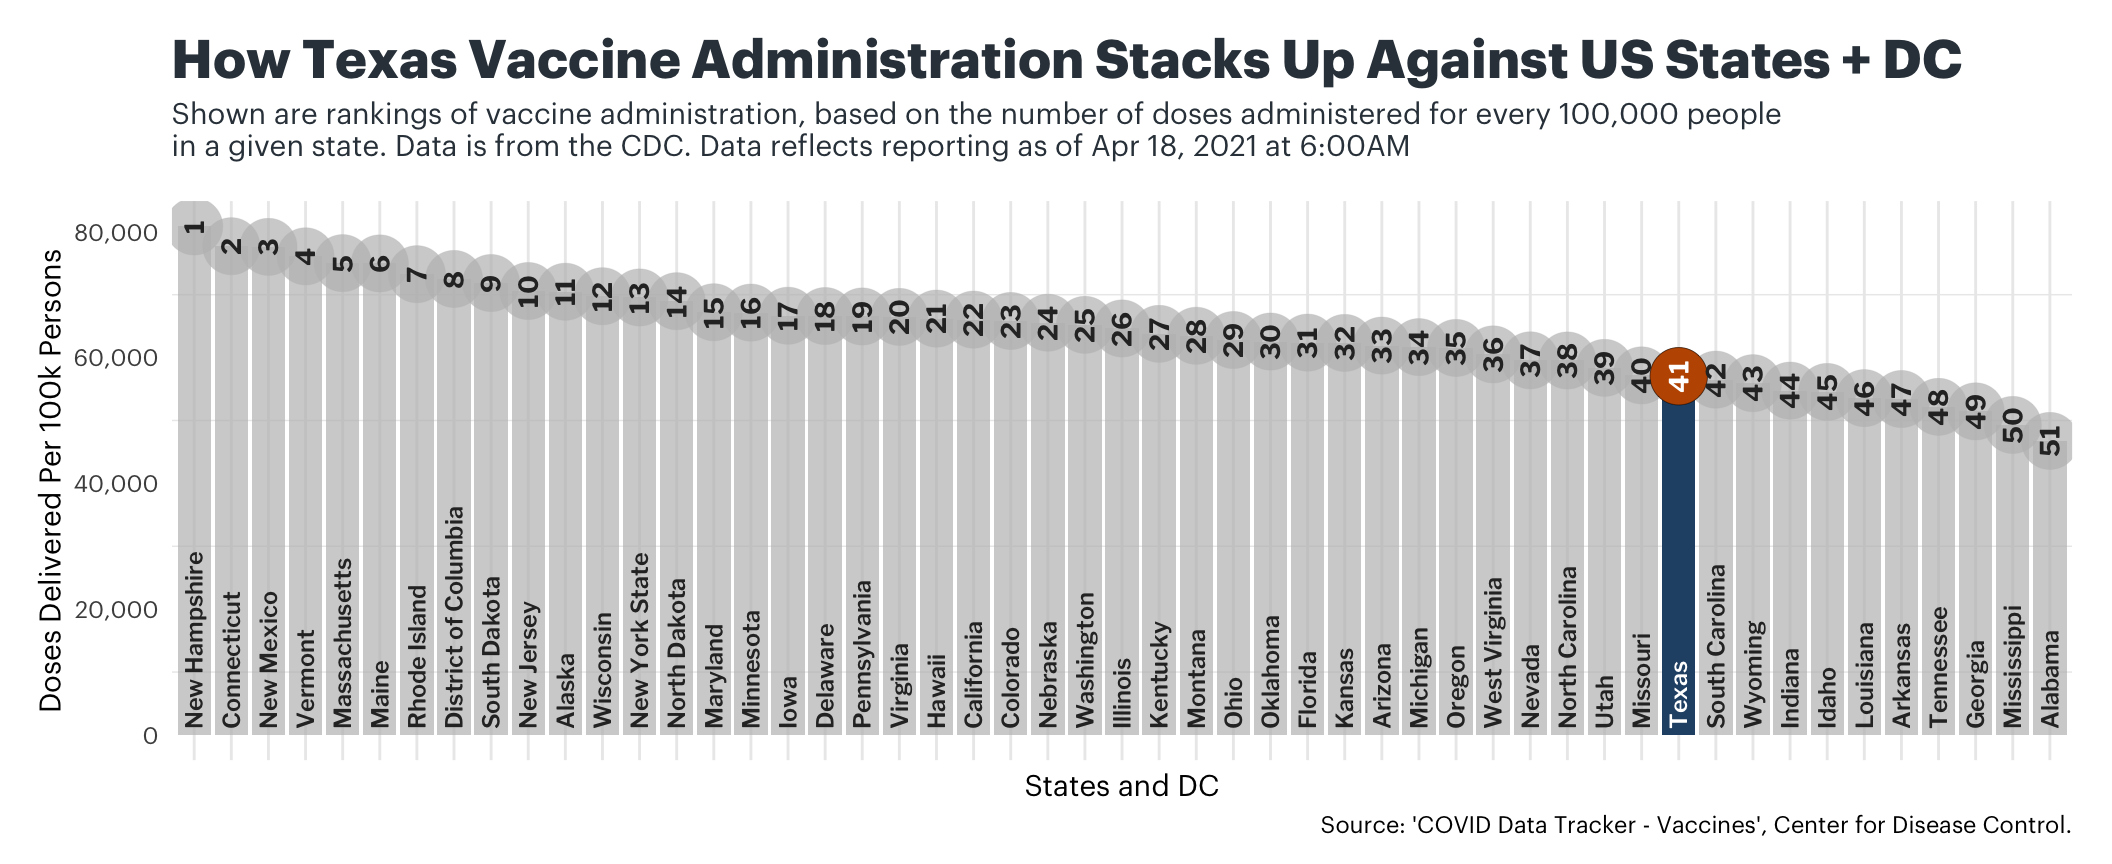 How Texas Vaccine Administration Stacks Up Against US States + DC
Shown are rankings of vaccine administration, based on the number of doses administered for every 100,000 people
in a given state. Data is from the CDC. Data reflects reporting as of Apr 18, 2021 at 6:00AM
Doses Delivered Per 100k Persons
80,000
60,000
40,000
20,000
0
1
2
3
4
5
6
7
8
9
10
11
12
13
14
15
16
17
18
19
20
21
22
23
24
25
26
27
28
29
30
31
32
33
34
35
36
37
38
39
40
41
42
43
44
45
46
47
48
49
50
51
New Hampshire
Connecticut
New Mexico
Vermont
Massachusetts
Maine
Rhode Island
District of Columbia
South Dakota
New Jersey
Alaska
Wisconsin
New York State
North Dakota
Maryland
Minnesota
Iowa
Delaware
Pennsylvania
Virginia
Hawaii
California
Colorado
Nebraska
Washington
Illinois
Kentucky
Montana
Ohio
Oklahoma
Florida
Kansas
Arizona
Michigan
Oregon
West Virginia
Nevada
North Carolina
Utah
Missouri
Texas
South Carolina
Wyoming
Indiana
Idaho
Louisiana
Arkansas
Tennessee
Georgia
Mississippi
Alabama
States and DC
Source: 'COVID Data Tracker - Vaccines', Center for Disease Control.